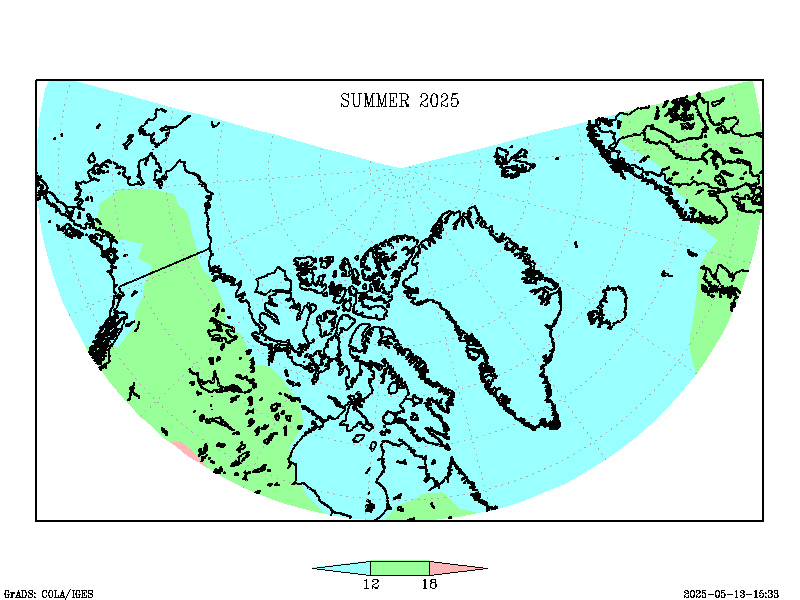 SUMMER 2025
12 18
GrADS: COLA/IGES
2025-05-13-15:33